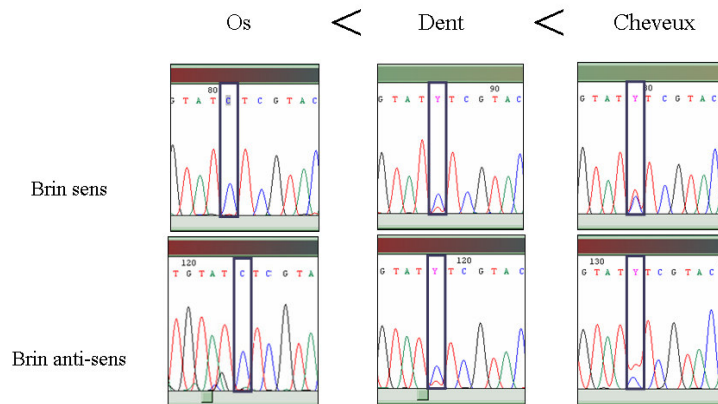 Os < Dent < Cheveux
80
G T A T C T C G T A C
90
G T A T Y T C G T A C
80
G T A T Y T C G T A C
Brin sens
120
T G T A T C T C G T A
120
G T A T Y T C G T A C
130
G T A T Y T C G T A C
Brin anti-sens